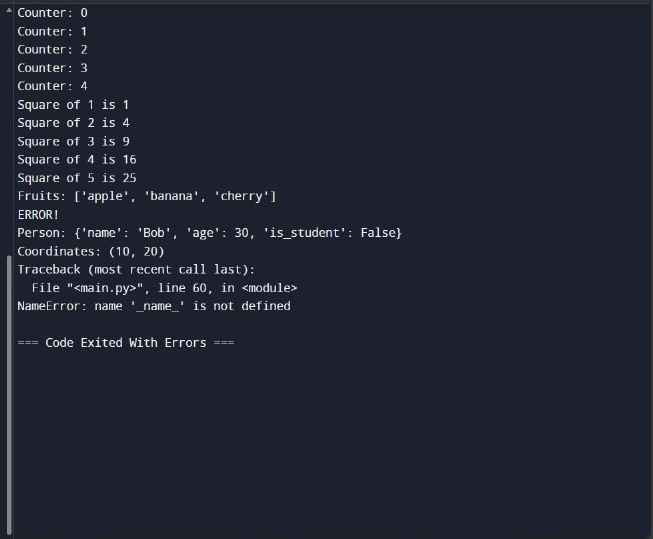 Counter: 0
Counter: 1
Counter: 2
Counter: 3
Counter: 4
Square of 1 is 1
Square of 2 is 4
Square of 3 is 9
Square of 4 is 16
Square of 5 is 25
Fruits: ['apple', 'banana', 'cherry']
ERROR!
Person: {'name': 'Bob', 'age': 30, 'is_student': False}
Coordinates: (10, 20)
Traceback (most recent call last):
  File "<main.py>", line 60, in <module>
NameError: name '_name_' is not defined
=== Code Exited With Errors ===